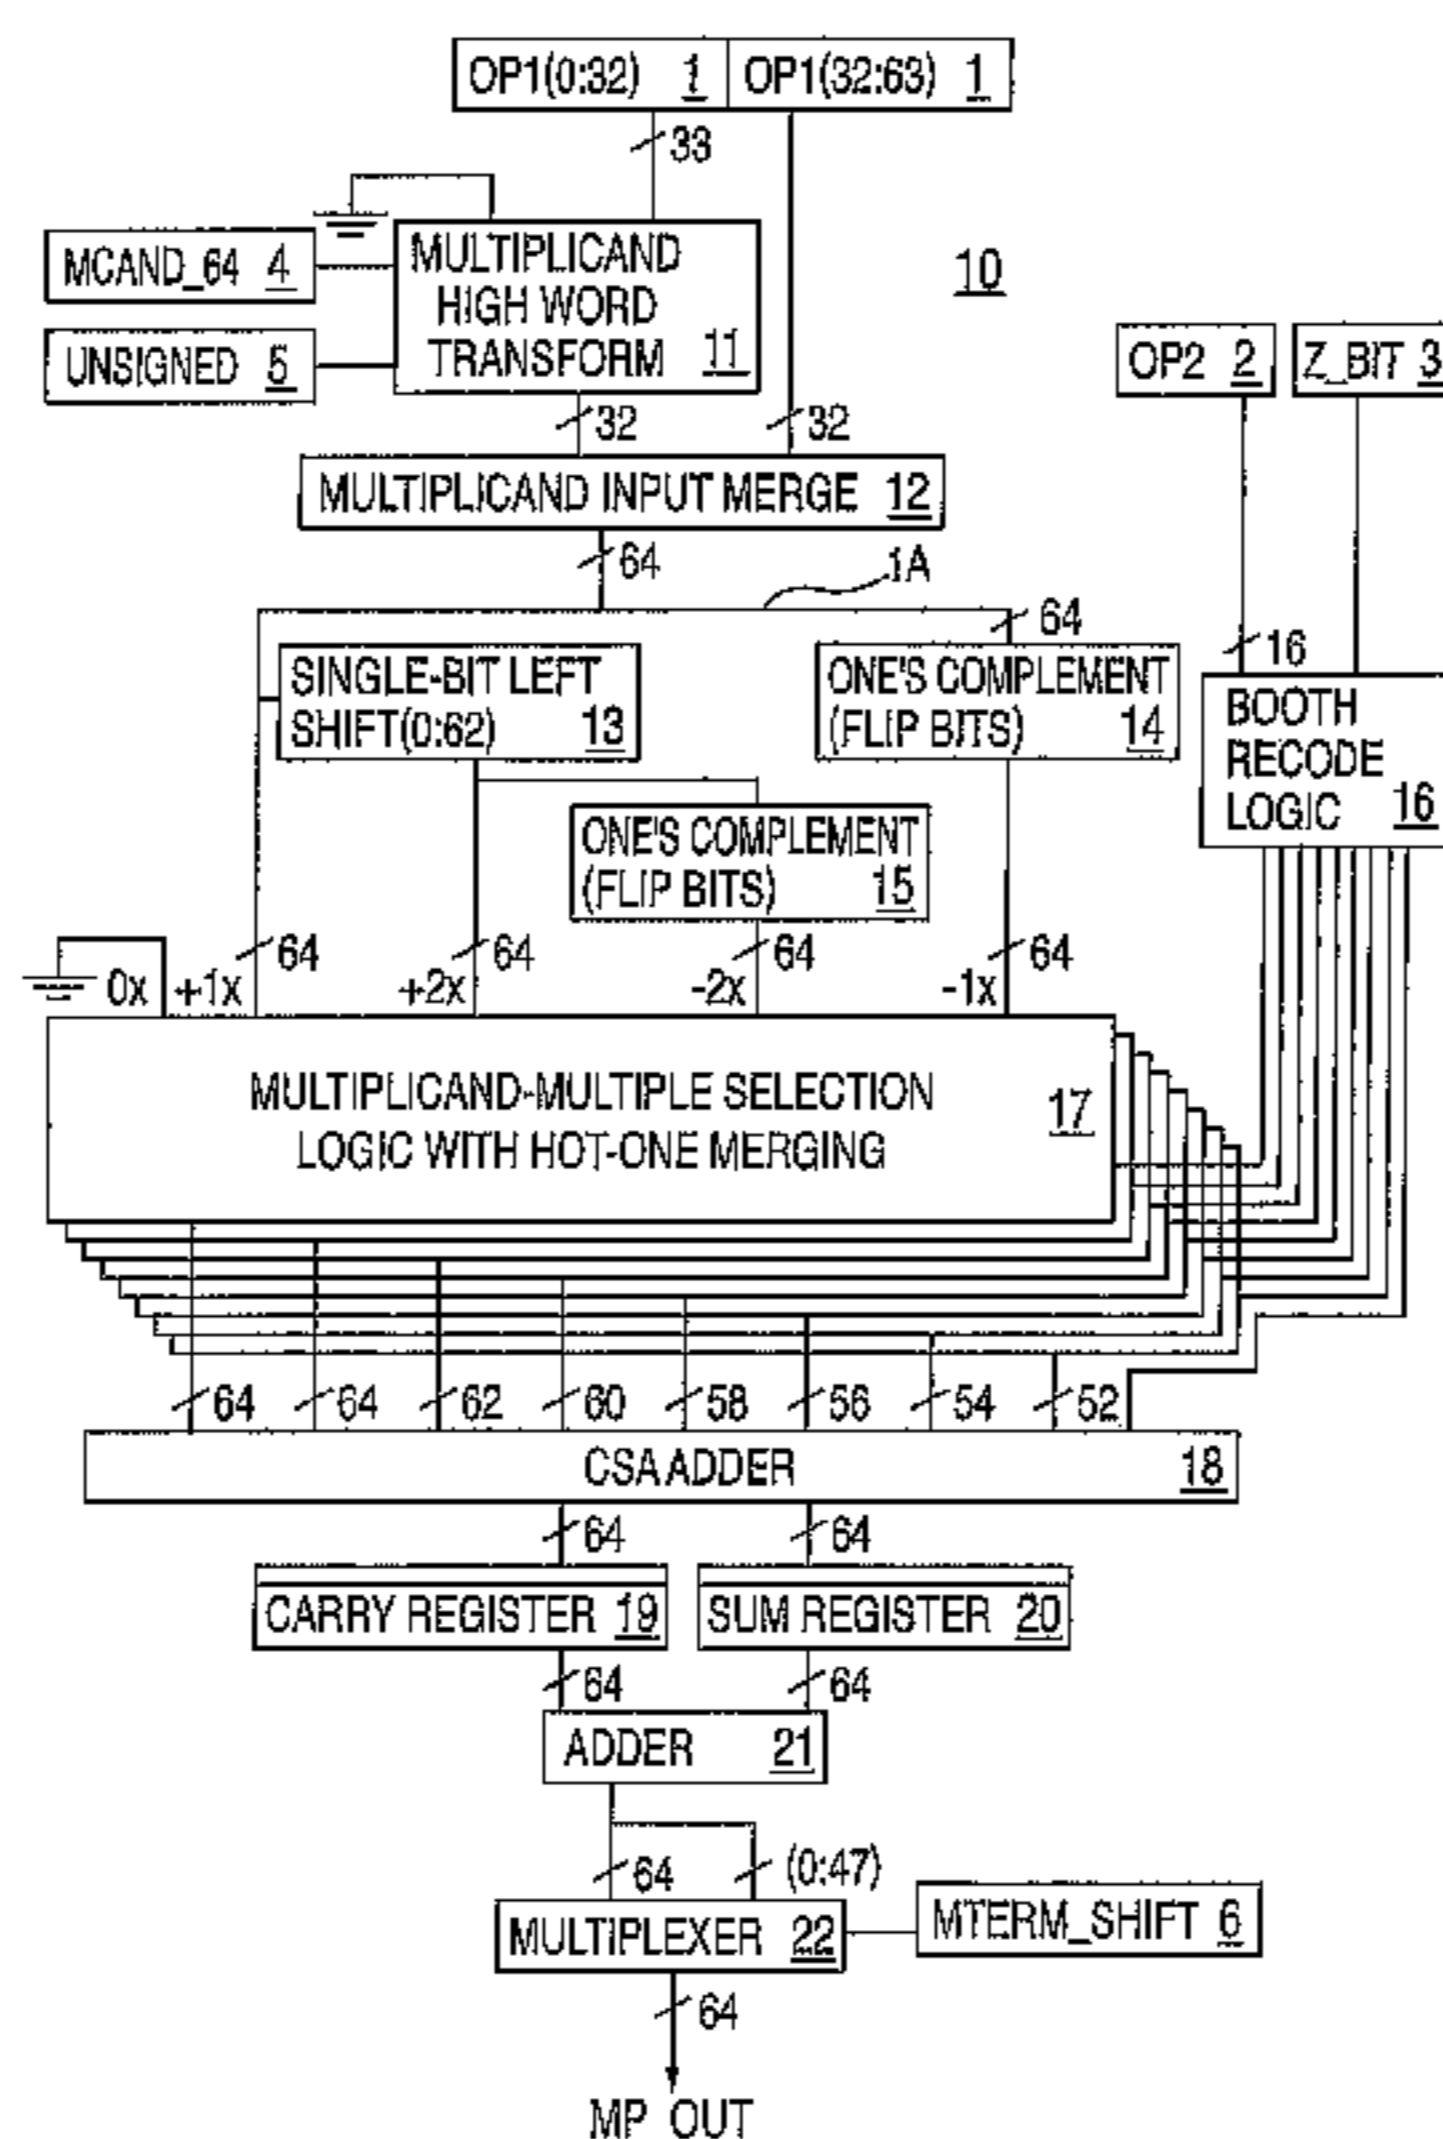 OP1(0:32) 1 OP1(32:63) 1
33
MCAND_64 4
UNSIGNED 5
MULTIPLICAND
HIGH WORD
TRANSFORM 11
10
OP2 2
Z_BIT 3
32
32
MULTIPLICAND INPUT MERGE 12
64
1A
64
16
SINGLE-BIT LEFT
SHIFT(0:62) 13
ONE'S COMPLEMENT
(FLIP BITS) 14
BOOTH
RECODE
LOGIC 16
ONE'S COMPLEMENT
(FLIP BITS) 15
64 64 64 64
0x +1x +2x -2x -1x
MULTIPLICAND-MULTIPLE SELECTION
LOGIC WITH HOT-ONE MERGING
17
64 64 62 60 58 56 54 52
CSA ADDER 18
64 64
CARRY REGISTER 19
SUM REGISTER 20
64 64
ADDER 21
64 (0:47)
MULTIPLEXER 22
MTERM_SHIFT 6
64
MP OUT